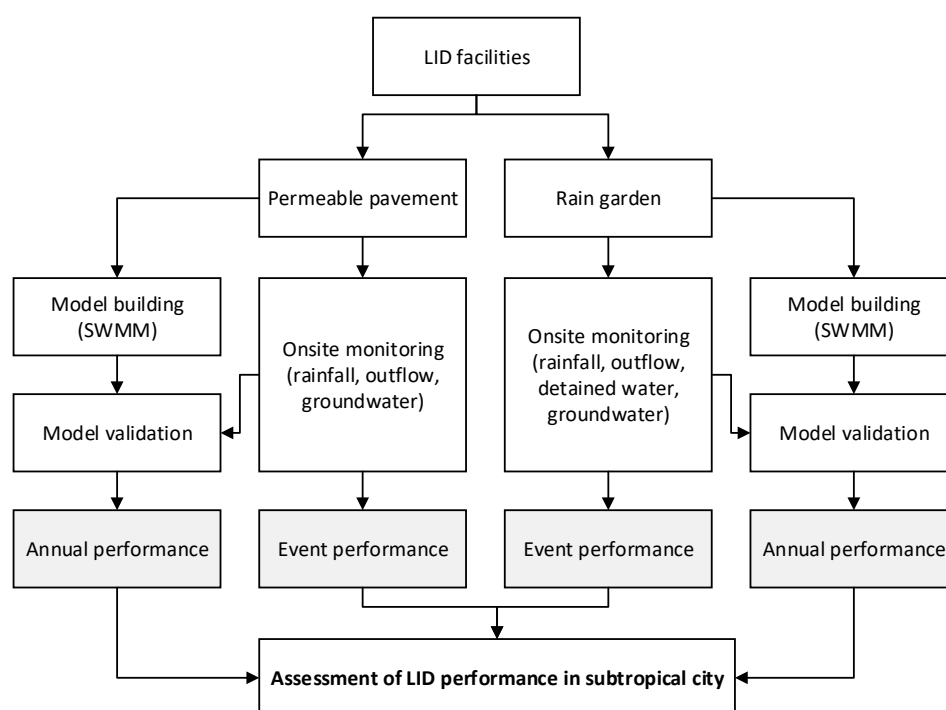 LID facilities
Permeable pavement
Rain garden
Model building
(SWMM)
Onsite monitoring
(rainfall, outflow,
groundwater)
Onsite monitoring
(rainfall, outflow,
detained water,
groundwater)
Model building
(SWMM)
Model validation
Model validation
Annual performance
Event performance
Event performance
Annual performance
Assessment of LID performance in subtropical city